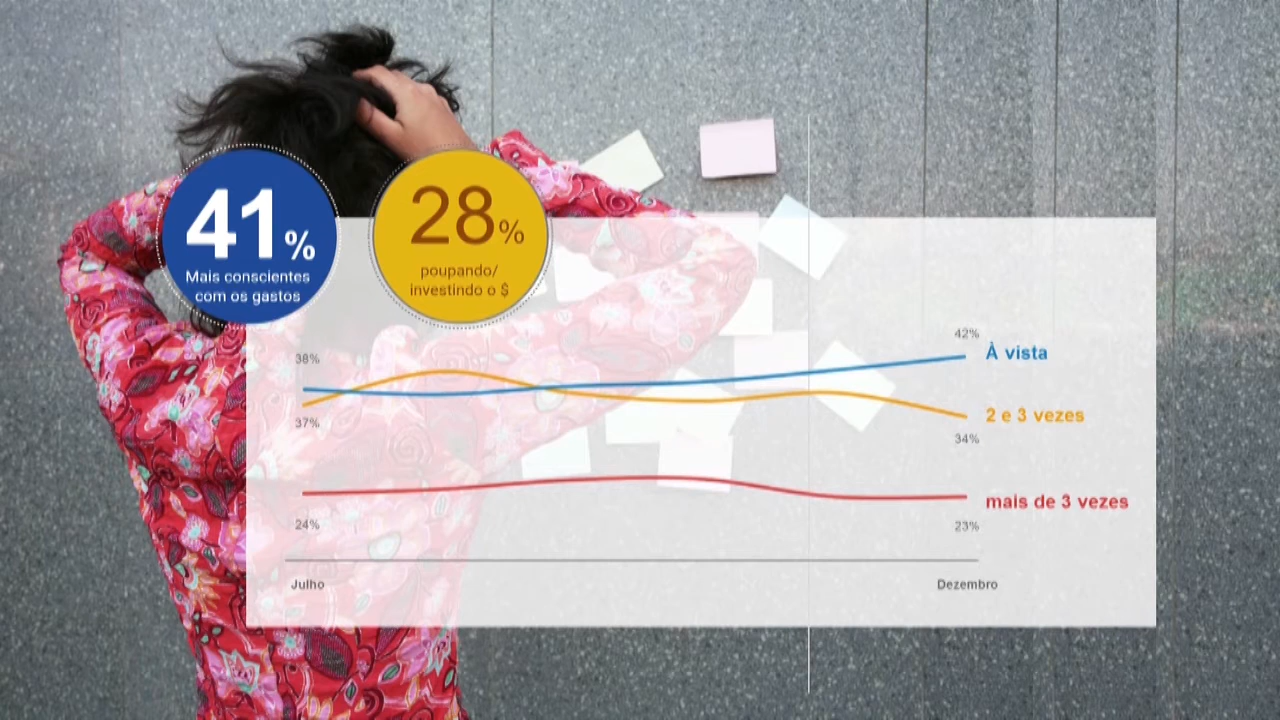 41%
Mais conscientes
com os gastos
28%
poupando/
investindo o $
42%
À vista
38%
2 e 3 vezes
37%
34%
mais de 3 vezes
24%
23%
Julho
Dezembro